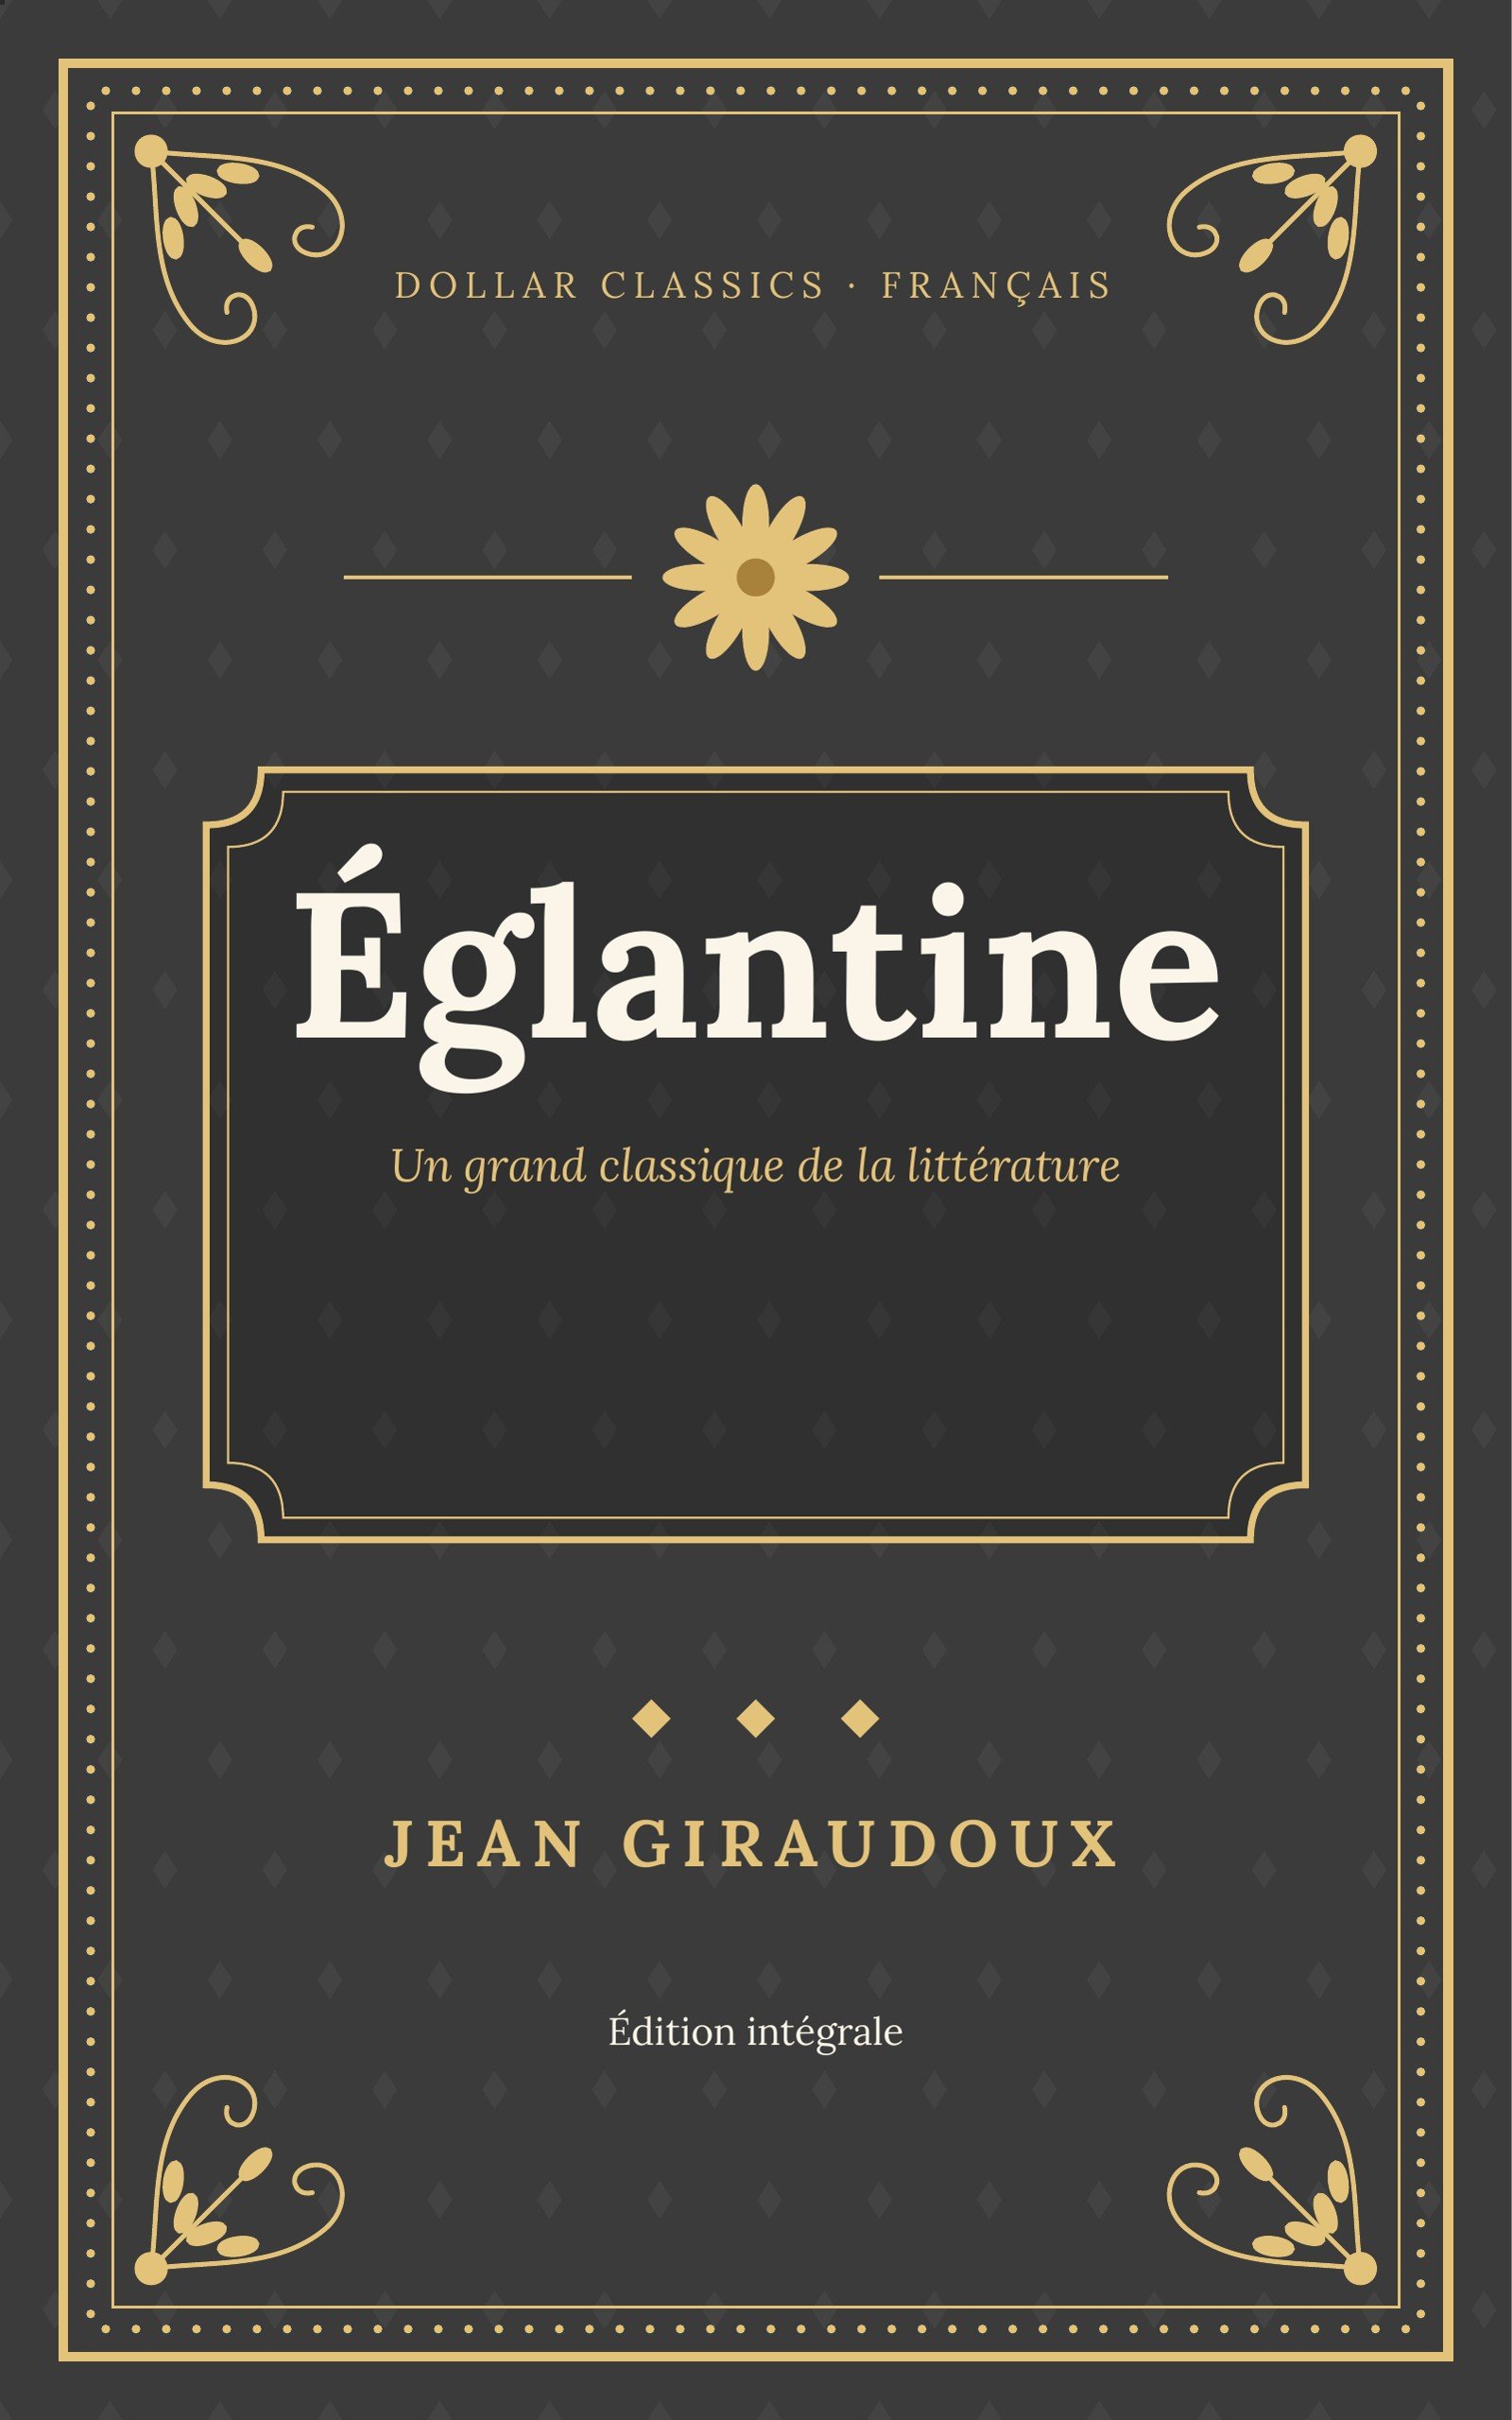 DOLLAR CLASSICS · FRANÇAIS
Églantine
Un grand classique de la littérature
JEAN GIRAUDOUX
Édition intégrale